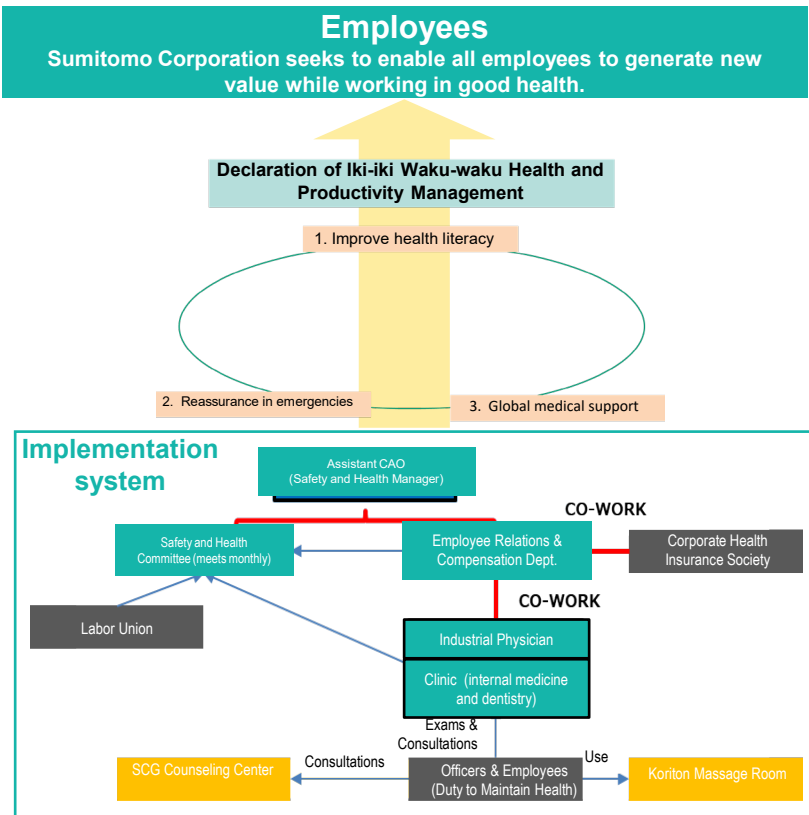 Employees
Sumitomo Corporation seeks to enable all employees to generate new
value while working in good health.
Declaration of Iki-iki Waku-waku Health and
Productivity Management
1. Improve health literacy
2. Reassurance in emergencies
3. Global medical support
Implementation
system
Assistant CAO
(Safety and Health Manager)
CO-WORK
Safety and Health
Committee (meets monthly)
Employee Relations &
Compensation Dept.
Corporate Health
Insurance Society
CO-WORK
Labor Union
Industrial Physician
Clinic (internal medicine
and dentistry)
Exams &
Consultations
SCG Counseling Center
Consultations
Officers & Employees
(Duty to Maintain Health)
Use
Koriton Massage Room